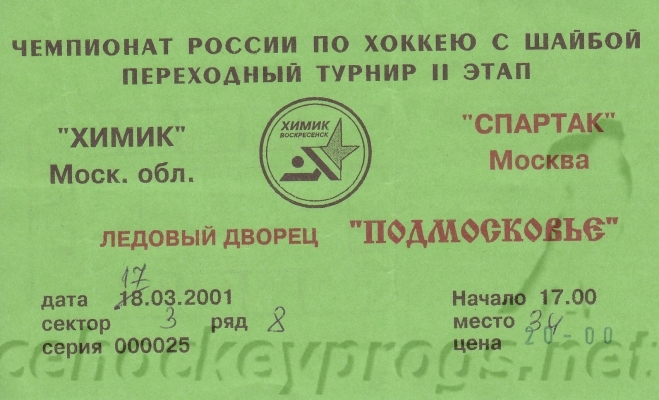 ЧЕМПИОНАТ РОССИИ ПО ХОККЕЮ С ШАЙБОЙ
ПЕРЕХОДНЫЙ ТУРНИР II ЭТАП
"ХИМИК"
Моск. обл.
ХИМИК
ВОСКРЕСЕНСК
"СПАРТАК"
Москва
ЛЕДОВЫЙ ДВОРЕЦ "ПОДМОСКОВЬЕ"
17
дата 18.03.2001 Начало 17.00
сектор 3 ряд 8 место 34
серия 000025 цена 20-00
cehockeyprogs.net